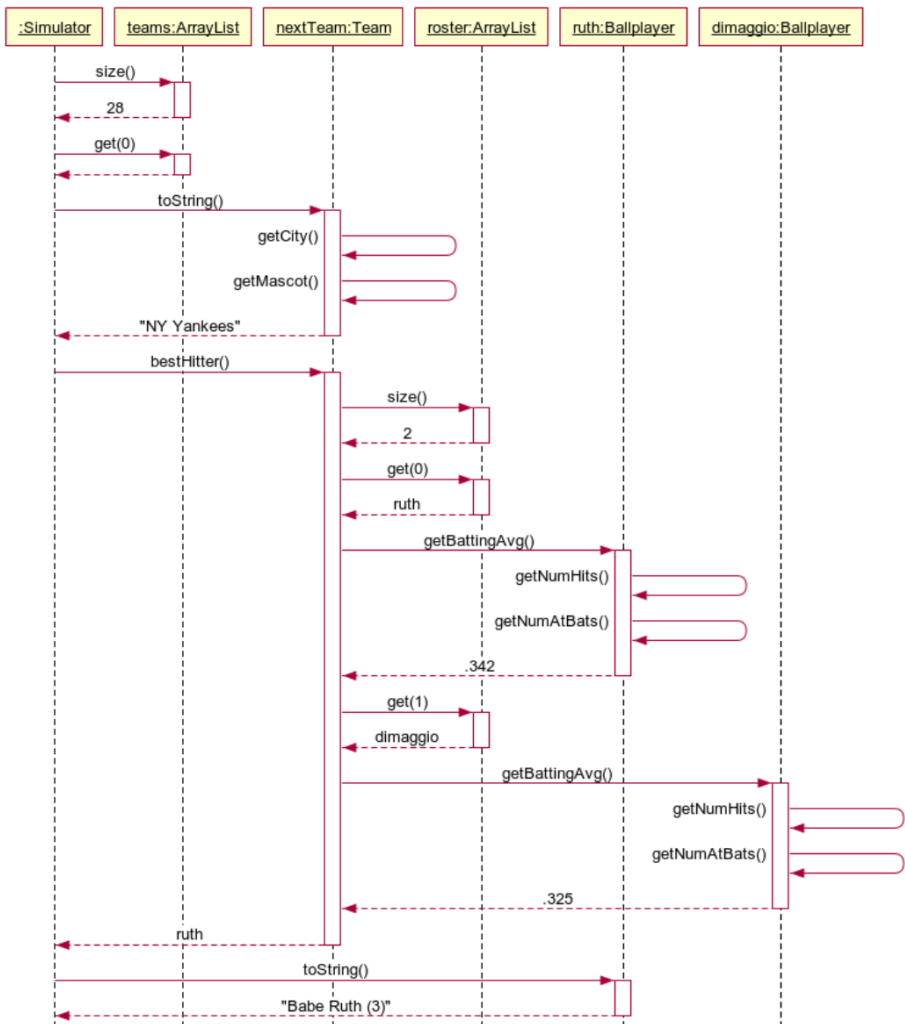 :Simulator
teams:ArrayList
nextTeam:Team
roster:ArrayList
ruth:Ballplayer
dimaggio:Ballplayer
size()
28
get(0)
toString()
getCity()
getMascot()
"NY Yankees"
bestHitter()
size()
2
get(0)
ruth
getBattingAvg()
getNumHits()
getNumAtBats()
.342
get(1)
dimaggio
getBattingAvg()
getNumHits()
getNumAtBats()
.325
ruth
toString()
"Babe Ruth (3)"